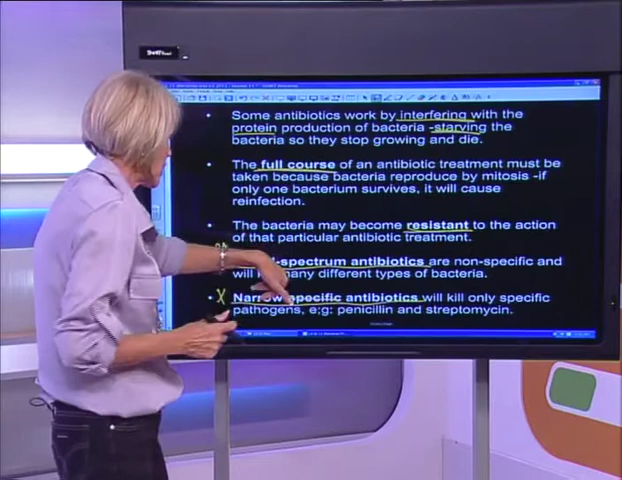 Some antibiotics work by interfering with the
protein production of bacteria -starving the
bacteria so they stop growing and die.
The full course of an antibiotic treatment must be
taken because bacteria reproduce by mitosis -if
only one bacterium survives, it will cause
reinfection.
The bacteria may become resistant to the action
of that particular antibiotic treatment.
-spectrum antibiotics are non-specific and
will many different types of bacteria.
X Narrow-specific antibiotics will kill only specific
pathogens, e;g: penicillin and streptomycin.